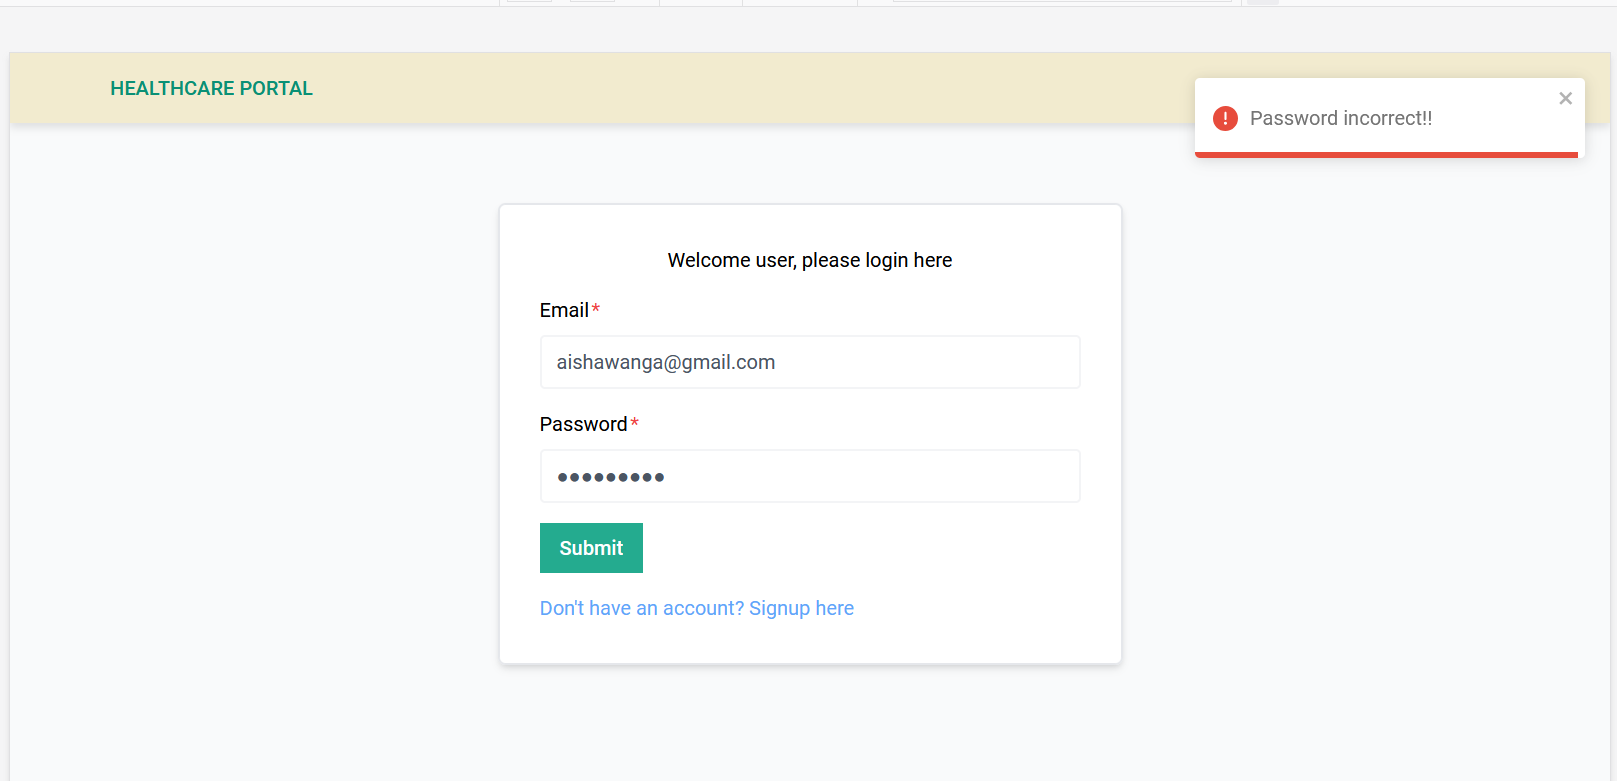 HEALTHCARE PORTAL
Password incorrect!!
Welcome user, please login here
Email*
aishawanga@gmail.com
Password*
Submit
Don't have an account? Signup here